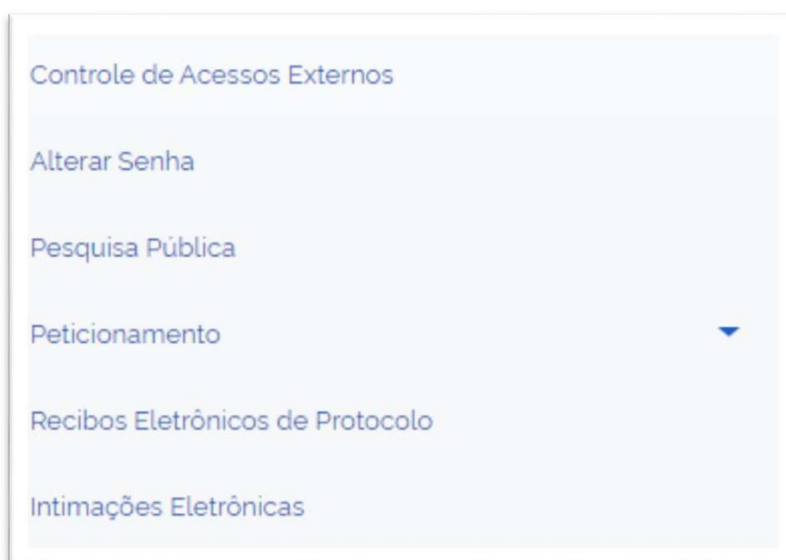 Controle de Acessos Externos
Alterar Senha
Pesquisa Pública
Peticionamento
Recibos Eletrônicos de Protocolo
Intimações Eletrônicas